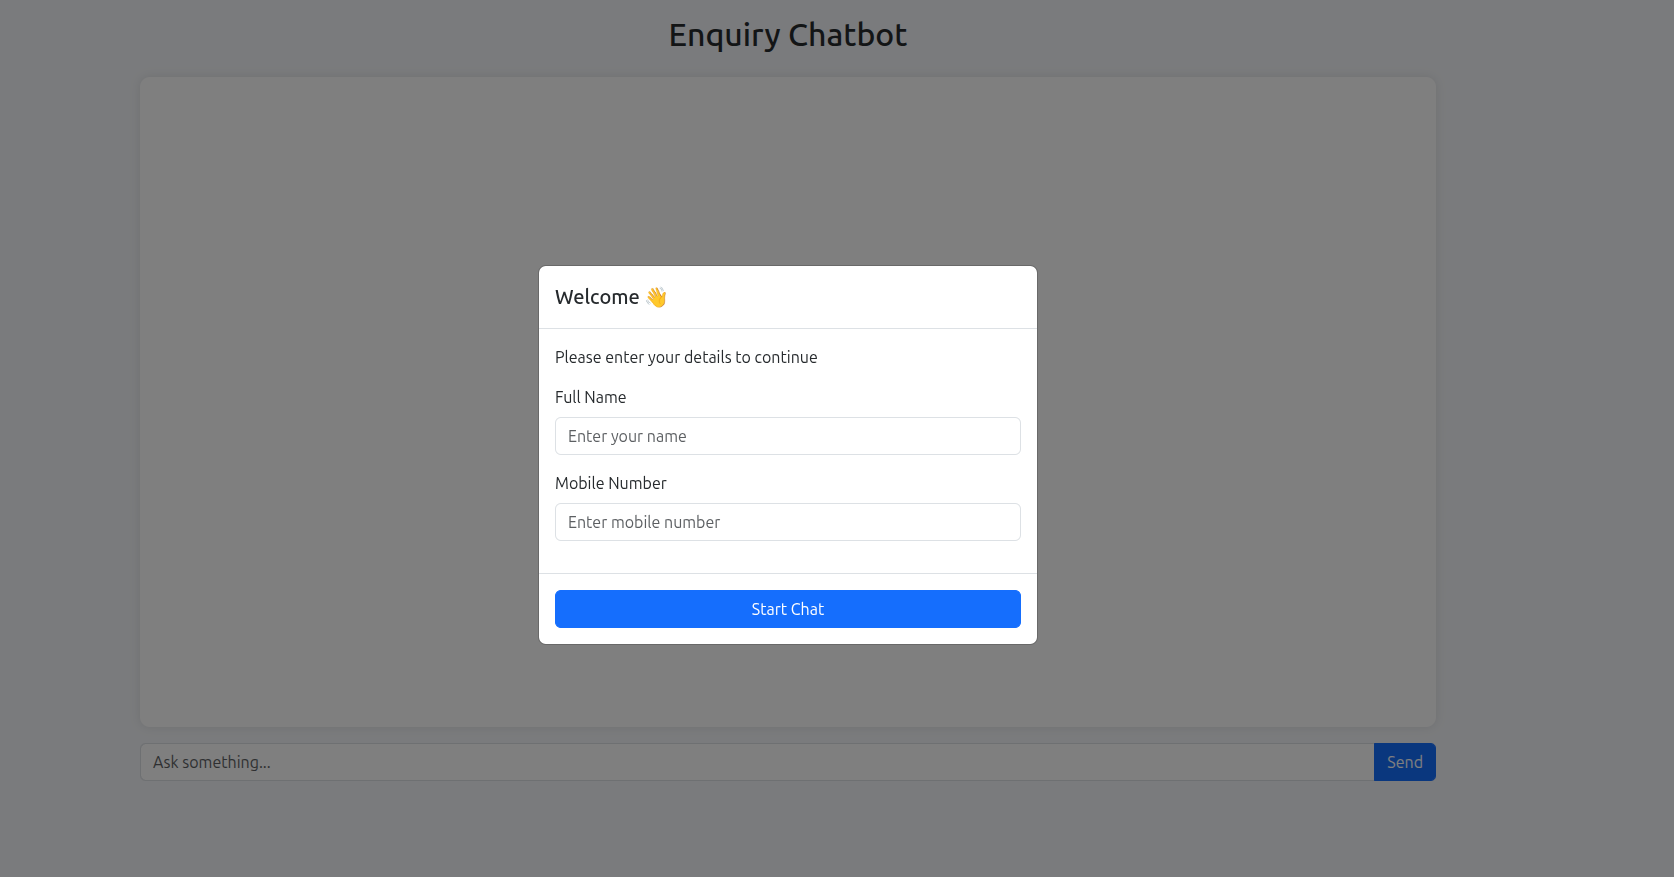 Enquiry Chatbot
Welcome 👋
Please enter your details to continue
Full Name
Enter your name
Mobile Number
Enter mobile number
Start Chat
Ask something...
Send